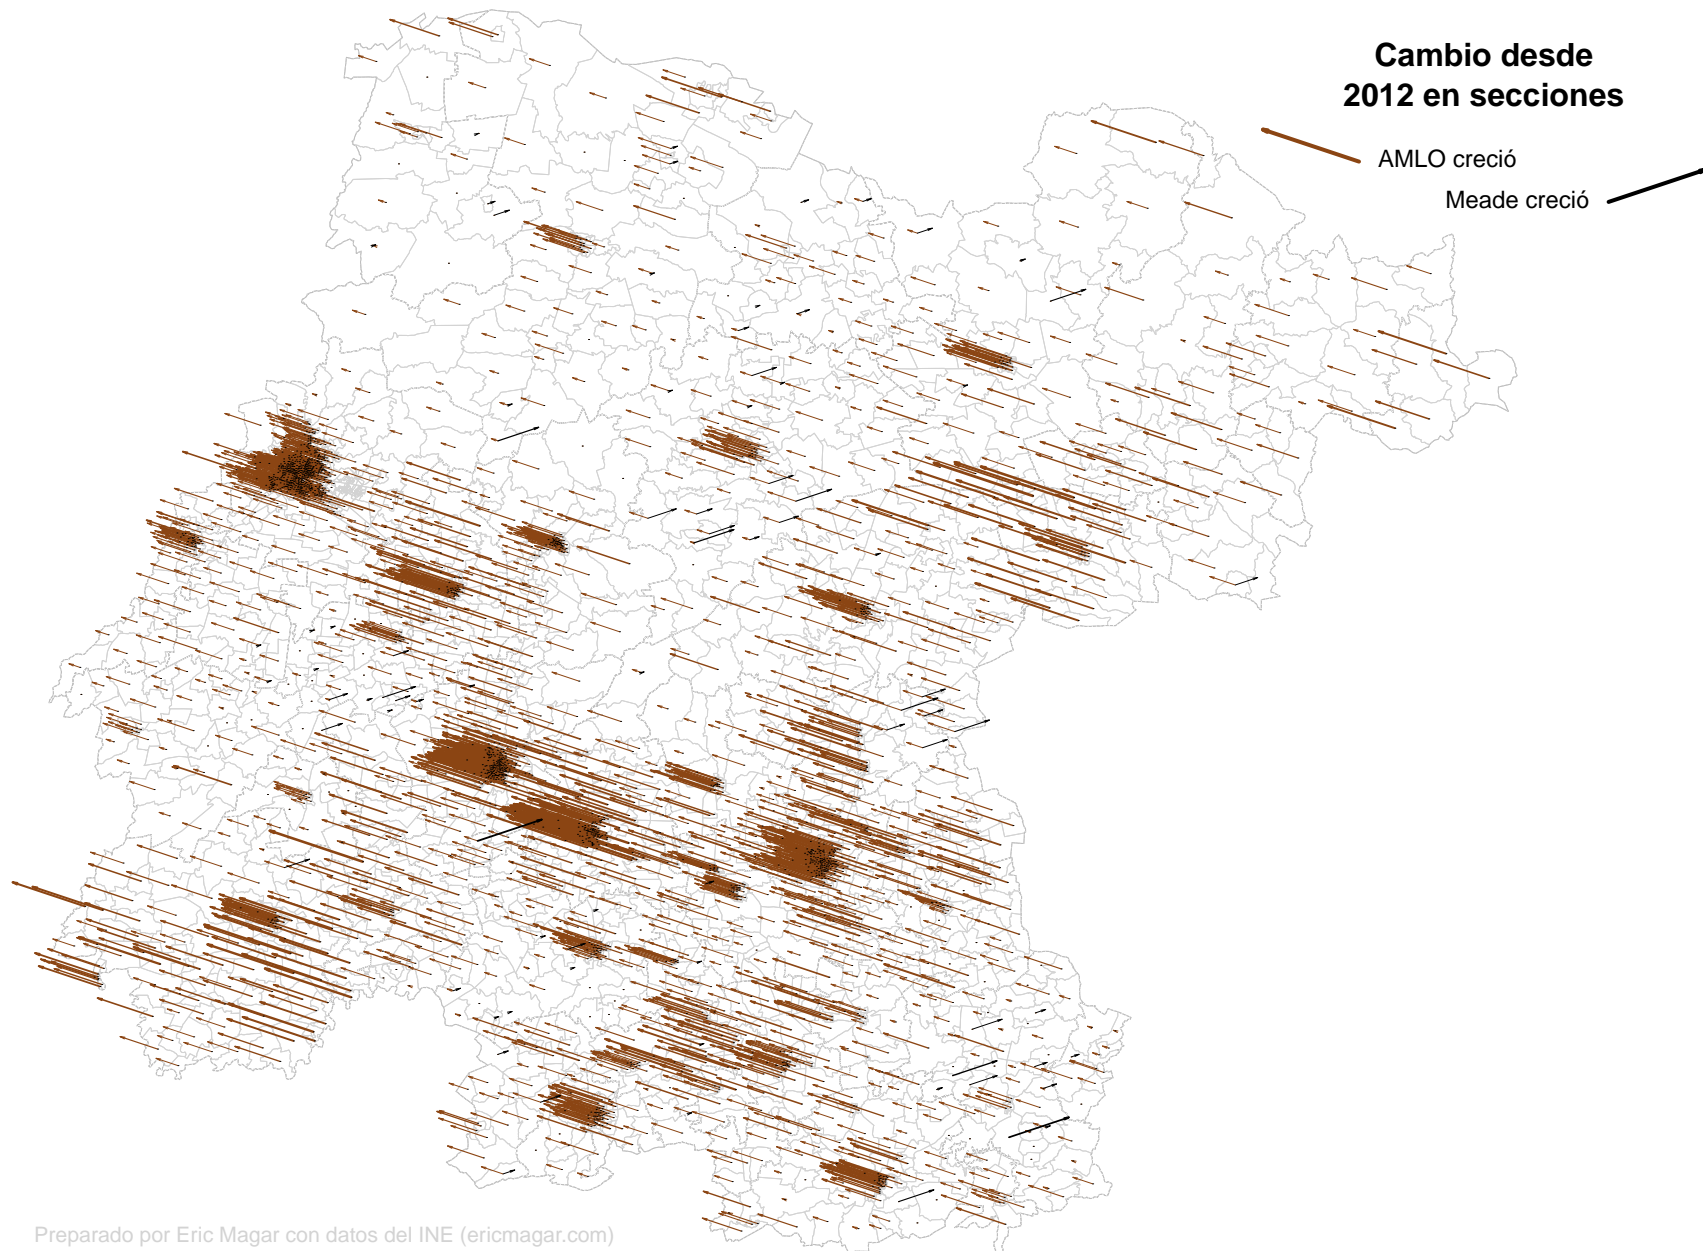 Cambio desde
2012 en secciones
AMLO creció
Meade creció
Preparado por Eric Magar con datos del INE (ericmagar.com)